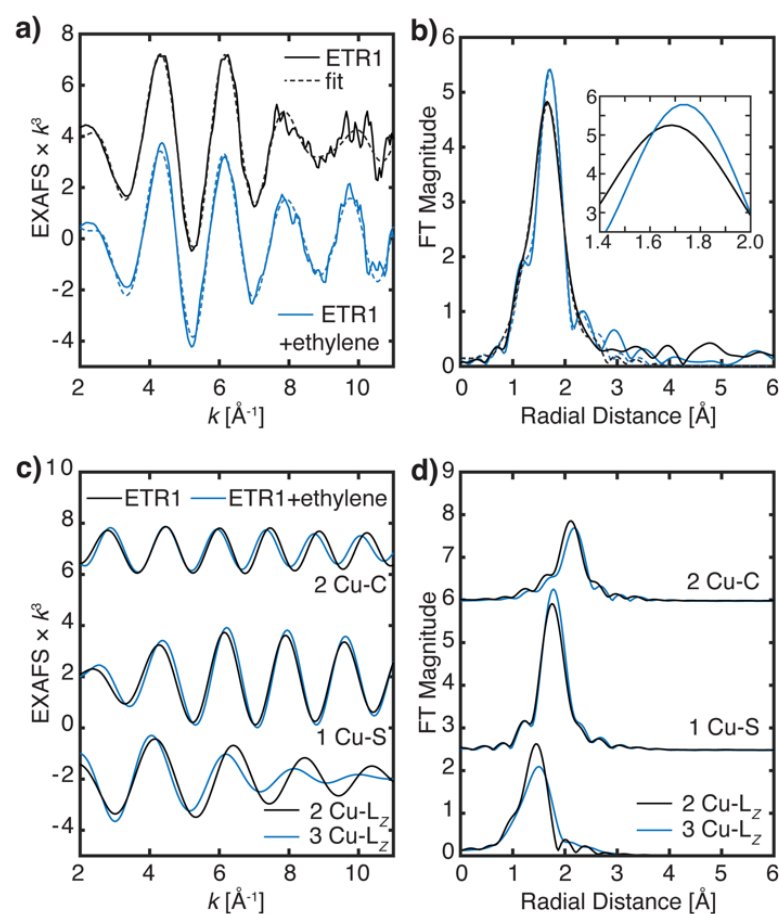 a)
EXAFS × k³
8
6
4
2
0
-2
-4
ETR1
fit
ETR1
+ethylene
2 4 6 8 10
k [Å⁻¹]
b)
FT Magnitude
6
5
4
3
2
1
0
6
5
4
3
1.4 1.6 1.8 2.0
0 1 2 3 4 5 6
Radial Distance [Å]
c)
EXAFS × k³
10
8
6
4
2
0
-2
-4
ETR1 ETR1+ethylene
2 Cu-C
1 Cu-S
2 Cu-Lz
3 Cu-Lz
2 4 6 8 10
k [Å⁻¹]
d)
FT Magnitude
9
8
7
6
5
4
3
2
1
0
2 Cu-C
1 Cu-S
2 Cu-Lz
3 Cu-Lz
0 1 2 3 4 5 6
Radial Distance [Å]